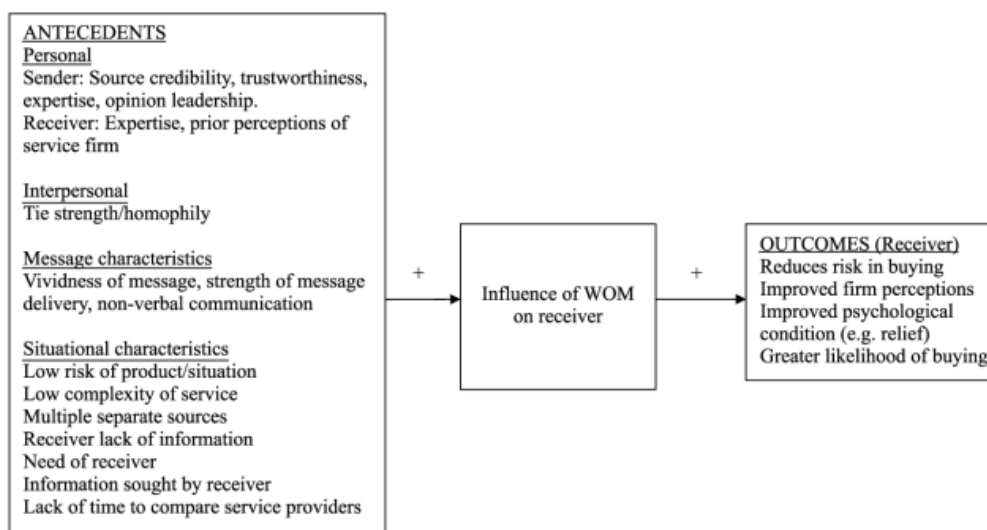 ANTECEDENTS
Personal
Sender: Source credibility, trustworthiness,
expertise, opinion leadership.
Receiver: Expertise, prior perceptions of
service firm
Interpersonal
Tie strength/homophily
Message characteristics
Vividness of message, strength of message
delivery, non-verbal communication
Situational characteristics
Low risk of product/situation
Low complexity of service
Multiple separate sources
Receiver lack of information
Need of receiver
Information sought by receiver
Lack of time to compare service providers
+
Influence of WOM
on receiver
+
OUTCOMES (Receiver)
Reduces risk in buying
Improved firm perceptions
Improved psychological
condition (e.g. relief)
Greater likelihood of buying